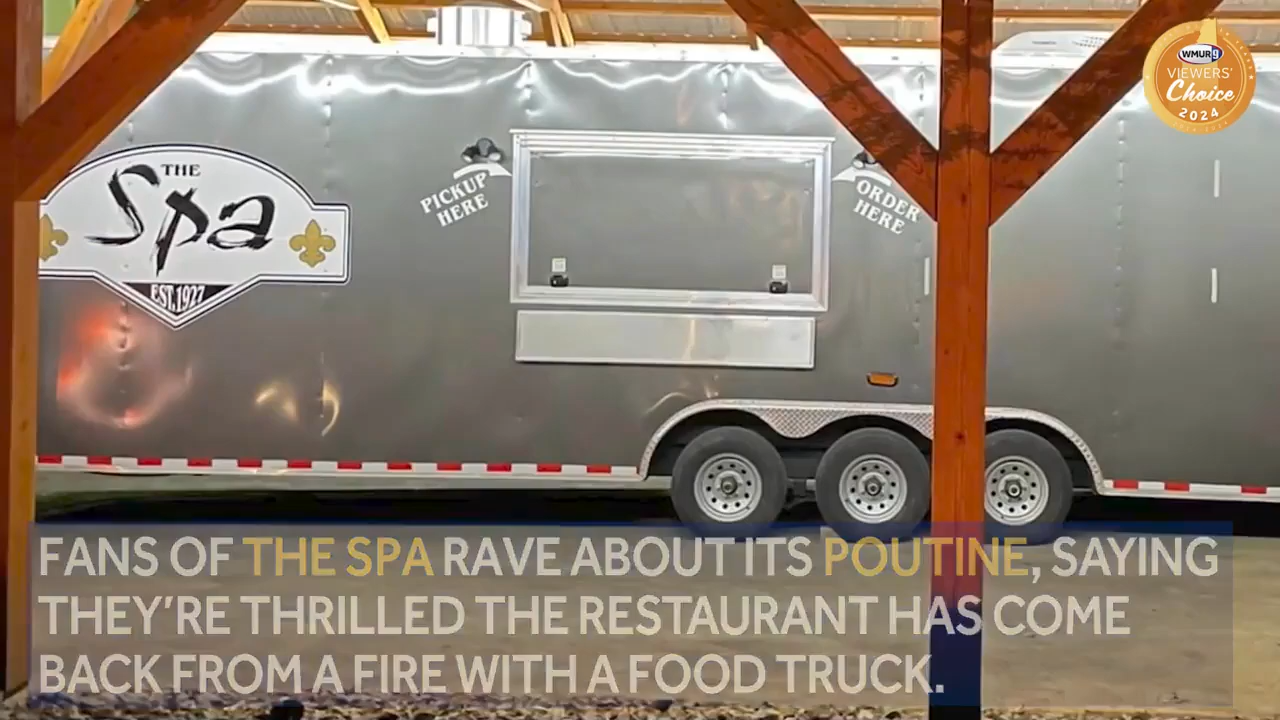 WMUR 9
VIEWERS'
Choice
2024
THE
Spa
EST. 1927
PICKUP
HERE
ORDER
HERE
FANS OF THE SPA RAVE ABOUT ITS POUTINE, SAYING
THEY'RE THRILLED THE RESTAURANT HAS COME
BACK FROM A FIRE WITH A FOOD TRUCK.